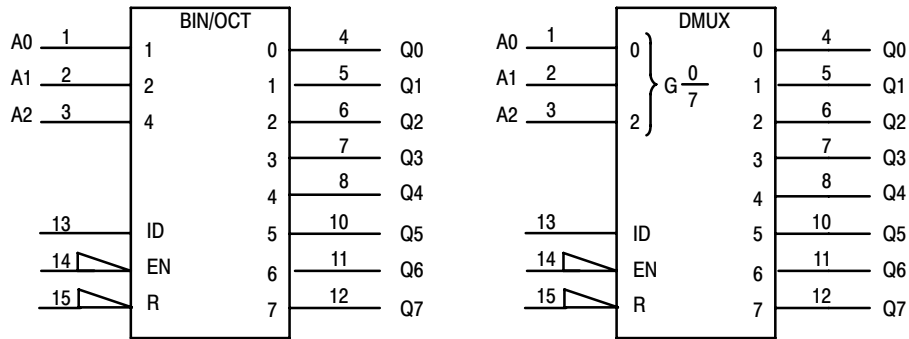 BIN/OCT
A0 1 1 0 4 Q0
A1 2 2 1 5 Q1
A2 3 4 2 6 Q2
3 7 Q3
4 8 Q4
13 ID 5 10 Q5
14 EN 6 11 Q6
15 R 7 12 Q7
DMUX
A0 1 0 0 4 Q0
A1 2 G 0/7 1 5 Q1
A2 3 2 2 6 Q2
3 7 Q3
4 8 Q4
13 ID 5 10 Q5
14 EN 6 11 Q6
15 R 7 12 Q7